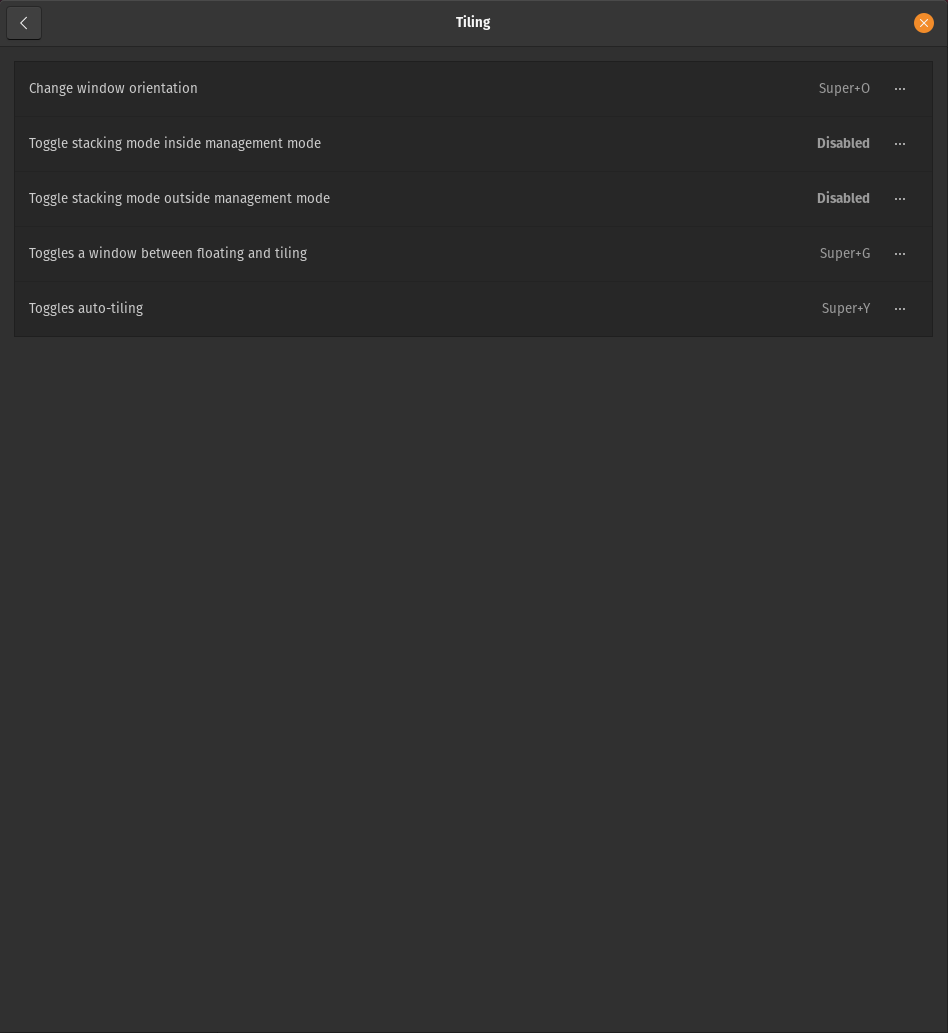 Tiling
Change window orientation Super+O
Toggle stacking mode inside management mode Disabled
Toggle stacking mode outside management mode Disabled
Toggles a window between floating and tiling Super+G
Toggles auto-tiling Super+Y